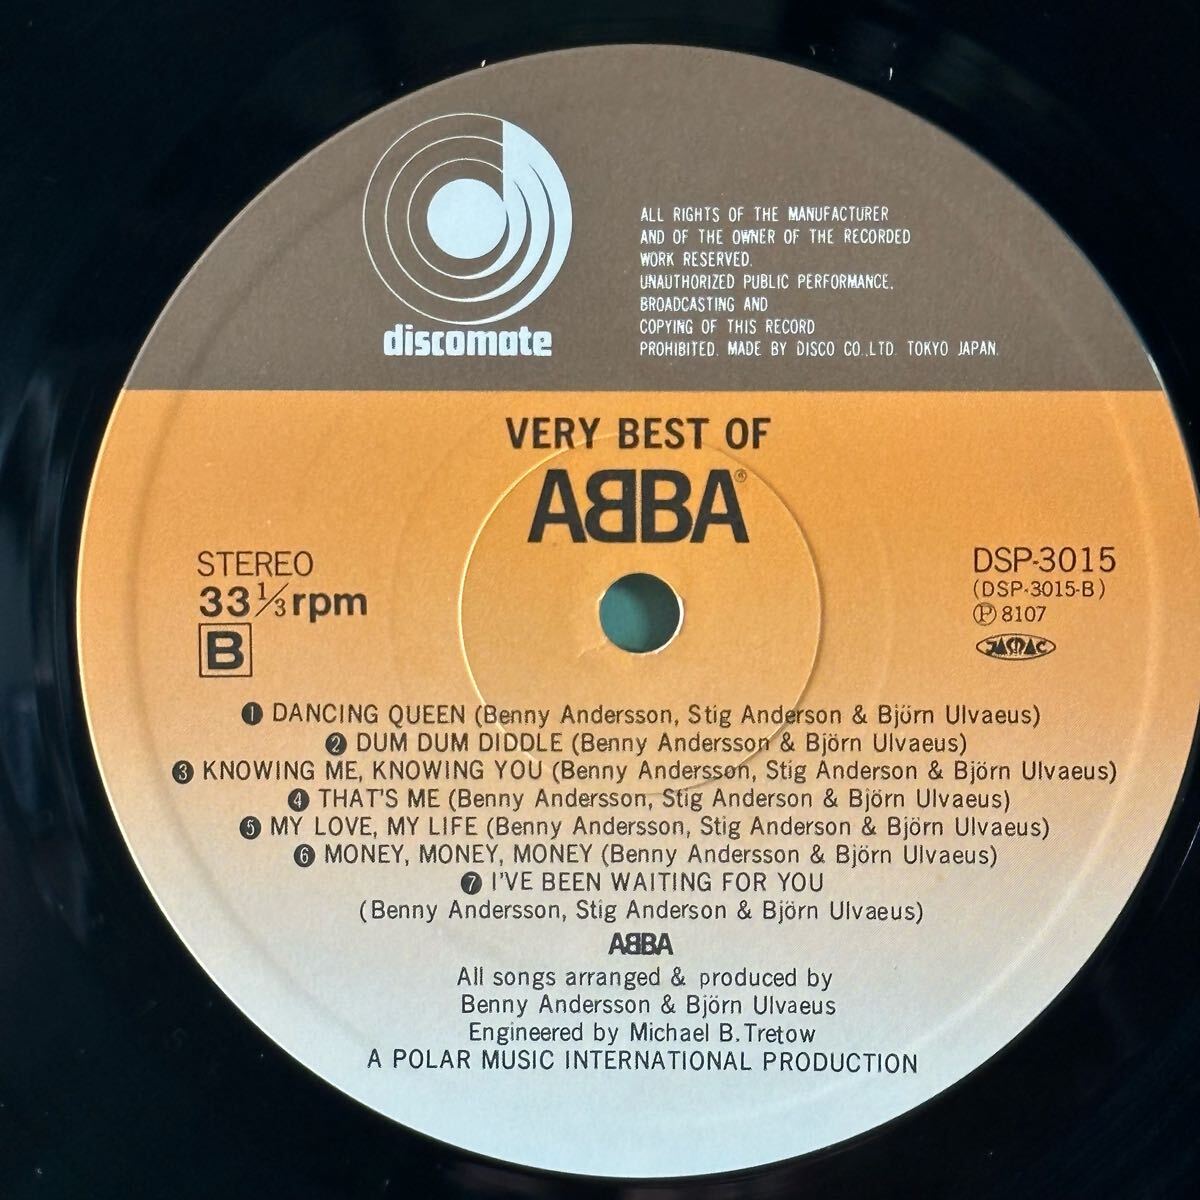 discomate
ALL RIGHTS OF THE MANUFACTURER
AND OF THE OWNER OF THE RECORDED
WORK RESERVED.
UNAUTHORIZED PUBLIC PERFORMANCE,
BROADCASTING AND
COPYING OF THIS RECORD
PROHIBITED. MADE BY DISCO CO.,LTD. TOKYO JAPAN.
VERY BEST OF
ABBA®
STEREO
33 1/3 rpm
B
DSP-3015
(DSP-3015-B)
Ⓟ 8107
JASRAC
❶ DANCING QUEEN (Benny Andersson, Stig Anderson & Björn Ulvaeus)
❷ DUM DUM DIDDLE (Benny Andersson & Björn Ulvaeus)
❸ KNOWING ME, KNOWING YOU (Benny Andersson, Stig Anderson & Björn Ulvaeus)
❹ THAT'S ME (Benny Andersson, Stig Anderson & Björn Ulvaeus)
❺ MY LOVE, MY LIFE (Benny Andersson, Stig Anderson & Björn Ulvaeus)
❻ MONEY, MONEY, MONEY (Benny Andersson & Björn Ulvaeus)
❼ I'VE BEEN WAITING FOR YOU
(Benny Andersson, Stig Anderson & Björn Ulvaeus)
ABBA
All songs arranged & produced by
Benny Andersson & Björn Ulvaeus
Engineered by Michael B. Tretow
A POLAR MUSIC INTERNATIONAL PRODUCTION